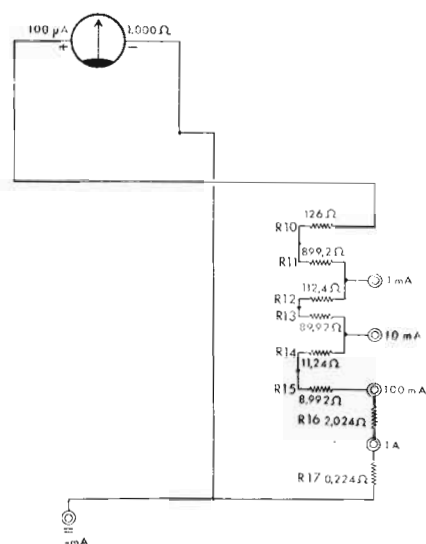 100 µA 1.000 Ω
+ −
126 Ω
R10
899,2 Ω
R11
1 mA
112,4 Ω
R12
R13
89,92 Ω
10 mA
R14
11,24 Ω
R15
8,992 Ω
100 mA
R16 2,024 Ω
1 A
R17 0,224 Ω
-mA